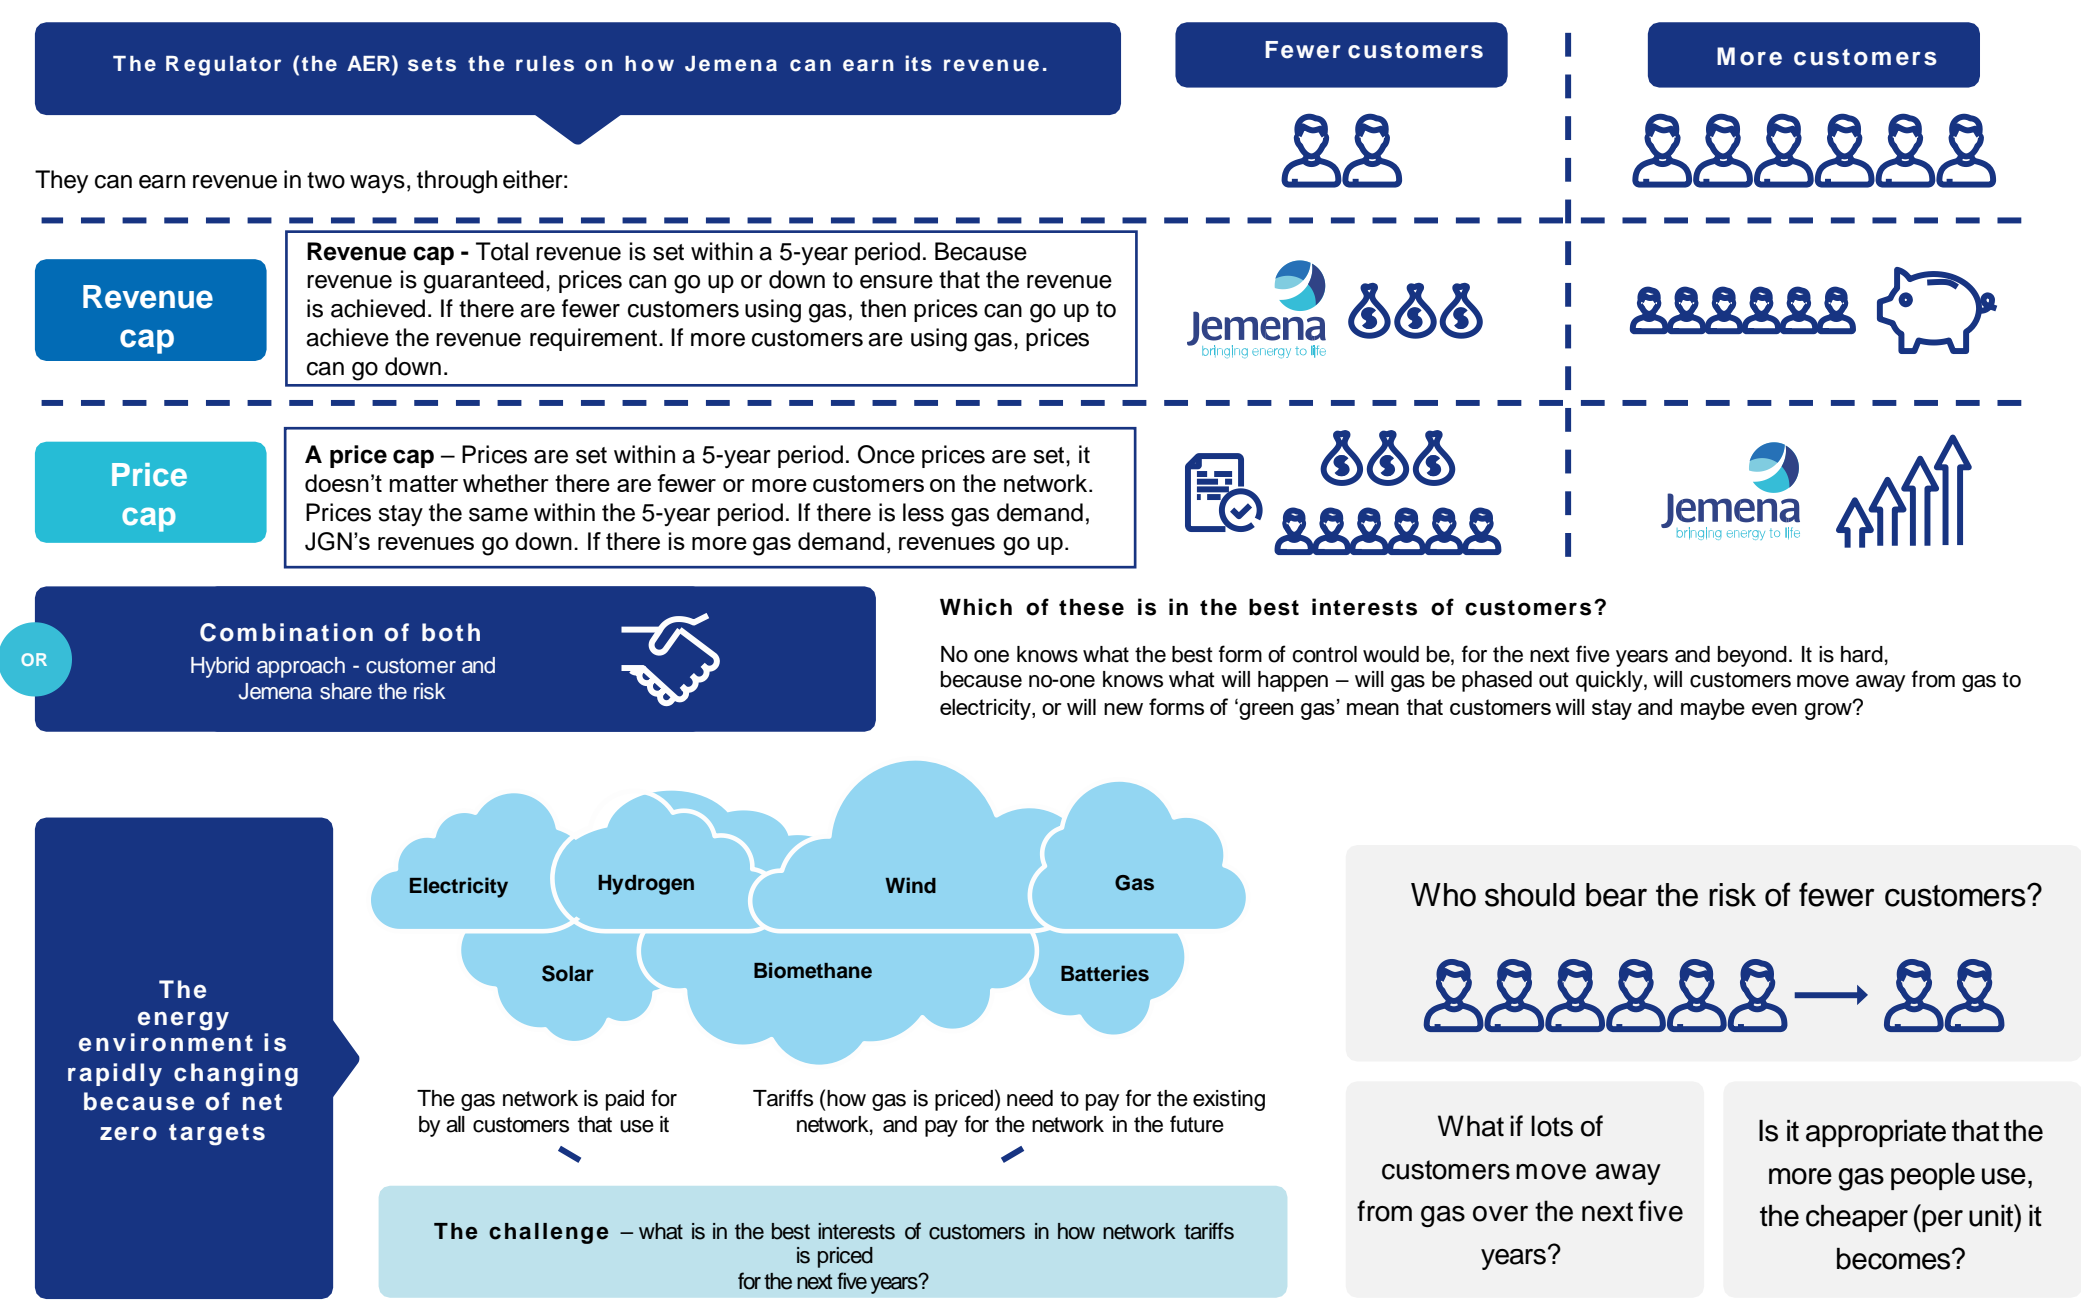 The Regulator (the AER) sets the rules on how Jemena can earn its revenue.
Fewer customers
More customers
They can earn revenue in two ways, through either:
Revenue
cap
Revenue cap - Total revenue is set within a 5-year period. Because
revenue is guaranteed, prices can go up or down to ensure that the revenue
is achieved. If there are fewer customers using gas, then prices can go up to
achieve the revenue requirement. If more customers are using gas, prices
can go down.
Jemena
bringing energy to life
Price
cap
A price cap – Prices are set within a 5-year period. Once prices are set, it
doesn’t matter whether there are fewer or more customers on the network.
Prices stay the same within the 5-year period. If there is less gas demand,
JGN’s revenues go down. If there is more gas demand, revenues go up.
Jemena
bringing energy to life
OR
Combination of both
Hybrid approach - customer and
Jemena share the risk
Which of these is in the best interests of customers?
No one knows what the best form of control would be, for the next five years and beyond. It is hard,
because no-one knows what will happen – will gas be phased out quickly, will customers move away from gas to
electricity, or will new forms of ‘green gas’ mean that customers will stay and maybe even grow?
The
energy
environment is
rapidly changing
because of net
zero targets
Electricity
Hydrogen
Wind
Gas
Solar
Biomethane
Batteries
The gas network is paid for
by all customers that use it
Tariffs (how gas is priced) need to pay for the existing
network, and pay for the network in the future
The challenge – what is in the best interests of customers in how network tariffs
is priced
for the next five years?
Who should bear the risk of fewer customers?
What if lots of
customers move away
from gas over the next five
years?
Is it appropriate that the
more gas people use,
the cheaper (per unit) it
becomes?